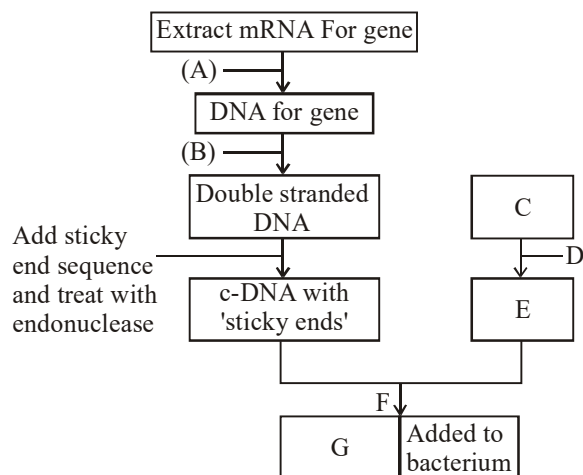 Extract mRNA For gene
(A)
DNA for gene
(B)
Double stranded
DNA
C
Add sticky
end sequence
and treat with
endonuclease
D
c-DNA with
'sticky ends'
E
F
G
Added to
bacterium